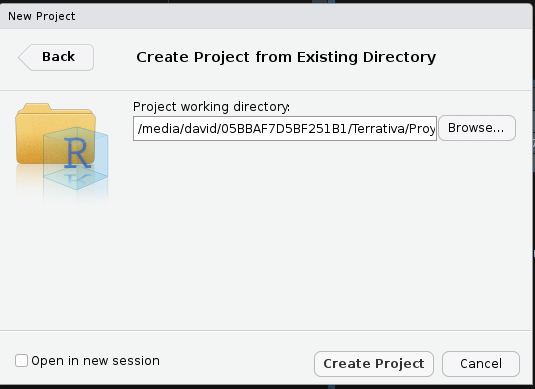 New Project
Back
Create Project from Existing Directory
Project working directory:
/media/david/05BBAF7D5BF251B1/Terrativa/Proy
Browse...
R
Open in new session
Create Project
Cancel